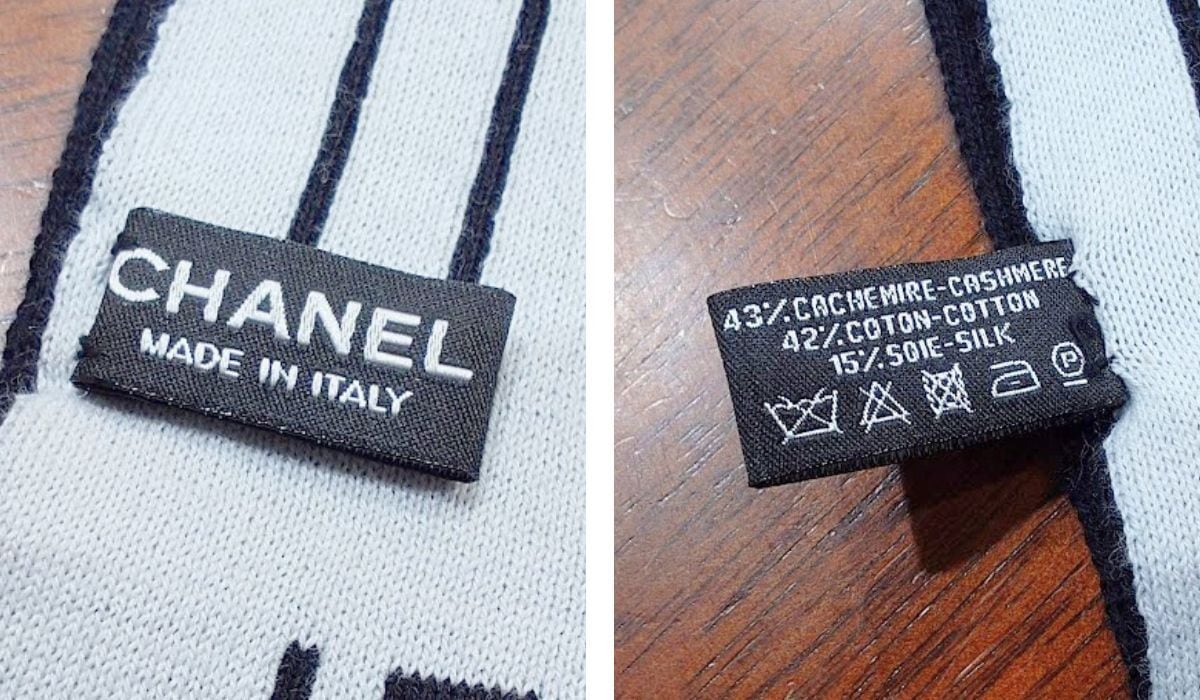 CHANEL
MADE IN ITALY
43%.CACHEMIRE-CASHMERE
42%.COTON-COTTON
15%.SOIE-SILK
P